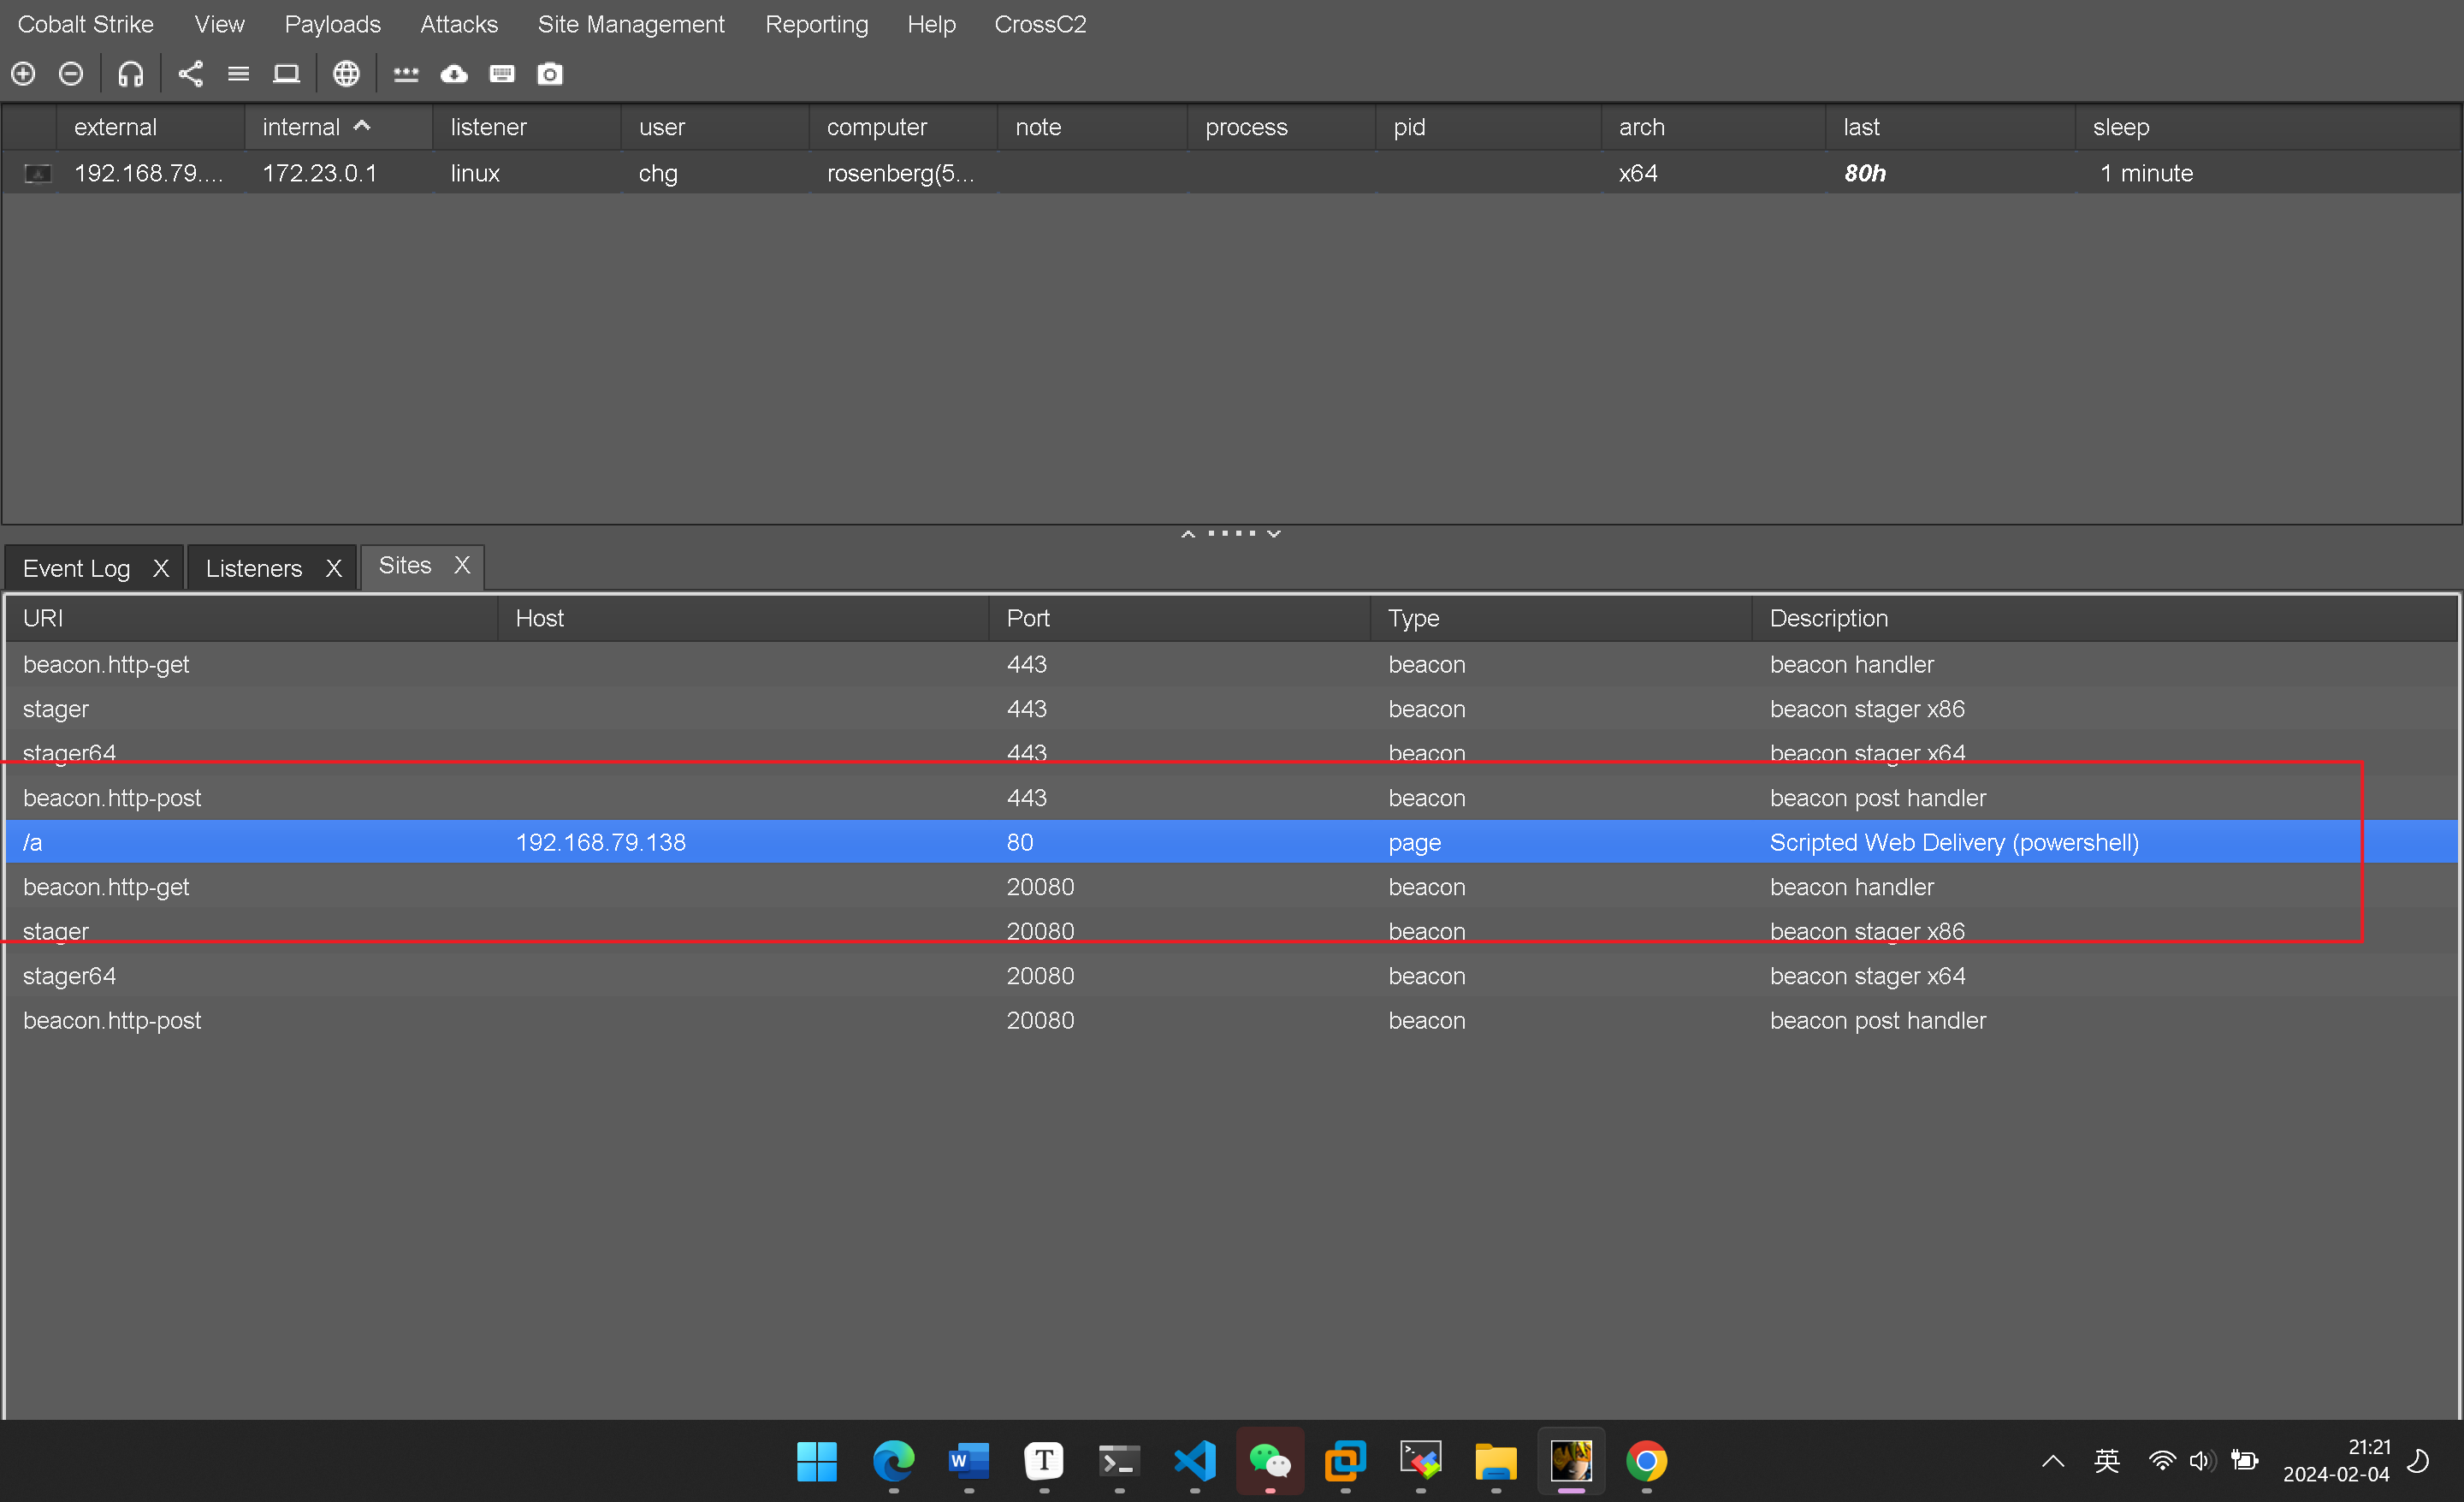 Cobalt Strike View Payloads Attacks Site Management Reporting Help CrossC2
external internal listener user computer note process pid arch last sleep
192.168.79.... 172.23.0.1 linux chg rosenberg(5... x64 80h 1 minute
Event Log X Listeners X Sites X
URI Host Port Type Description
beacon.http-get 443 beacon beacon handler
stager 443 beacon beacon stager x86
stager64 443 beacon beacon stager x64
beacon.http-post 443 beacon beacon post handler
/a 192.168.79.138 80 page Scripted Web Delivery (powershell)
beacon.http-get 20080 beacon beacon handler
stager 20080 beacon beacon stager x86
stager64 20080 beacon beacon stager x64
beacon.http-post 20080 beacon beacon post handler
W T 英 21:21
2024-02-04